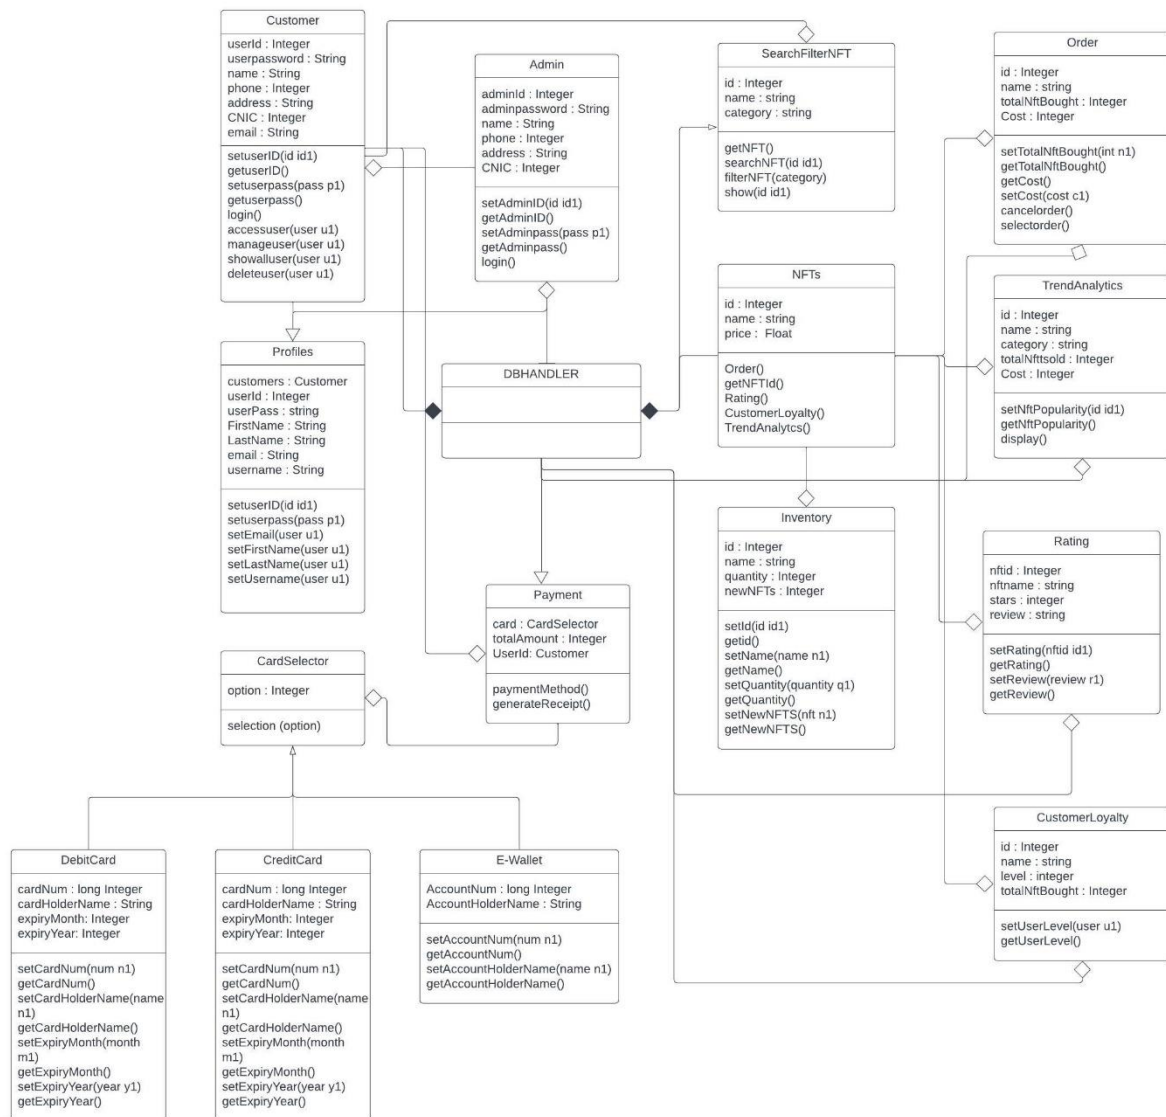 Customer
userId : Integer
userpassword : String
name : String
phone : Integer
address : String
CNIC : Integer
email : String
setuserID(id id1)
getuserID()
setuserpass(pass p1)
getuserpass()
login()
accessuser(user u1)
manageuser(user u1)
showalluser(user u1)
deleteuser(user u1)
Admin
adminId : Integer
adminpassword : String
name : String
phone : Integer
address : String
CNIC : Integer
setAdminID(id id1)
getAdminID()
setAdminpass(pass p1)
getAdminpass()
login()
SearchFilterNFT
id : Integer
name : string
category : string
getNFT()
searchNFT(id id1)
filterNFT(category)
show(id id1)
Order
id : Integer
name : string
totalNftBought : Integer
Cost : Integer
setTotalNftBought(int n1)
getTotalNftBought()
getCost()
setCost(cost c1)
cancelorder()
selectorder()
Profiles
customers : Customer
userId : Integer
userPass : string
FirstName : String
LastName : String
email : String
username : String
setuserID(id id1)
setuserpass(pass p1)
setEmail(user u1)
setFirstName(user u1)
setLastName(user u1)
setUsername(user u1)
DBHANDLER
NFTs
id : Integer
name : string
price :  Float
Order()
getNFTId()
Rating()
CustomerLoyalty()
TrendAnalytcs()
TrendAnalytics
id : Integer
name : string
category : string
totalNfttsold : Integer
Cost : Integer
setNftPopularity(id id1)
getNftPopularity()
display()
Payment
card : CardSelector
totalAmount : Integer
UserId: Customer
paymentMethod()
generateReceipt()
Inventory
id : Integer
name : string
quantity : Integer
newNFTs : Integer
setId(id id1)
getid()
setName(name n1)
getName()
setQuantity(quantity q1)
getQuantity()
setNewNFTS(nft n1)
getNewNFTS()
Rating
nftid : Integer
nftname : string
stars : integer
review : string
setRating(nftid id1)
getRating()
setReview(review r1)
getReview()
CardSelector
option : Integer
selection (option)
CustomerLoyalty
id : Integer
name : string
level : integer
totalNftBought : Integer
setUserLevel(user u1)
getUserLevel()
DebitCard
cardNum : long Integer
cardHolderName : String
expiryMonth: Integer
expiryYear: Integer
setCardNum(num n1)
getCardNum()
setCardHolderName(name
n1)
getCardHolderName()
setExpiryMonth(month
m1)
getExpiryMonth()
setExpiryYear(year y1)
getExpiryYear()
CreditCard
cardNum : long Integer
cardHolderName : String
expiryMonth: Integer
expiryYear: Integer
setCardNum(num n1)
getCardNum()
setCardHolderName(name
n1)
getCardHolderName()
setExpiryMonth(month
m1)
getExpiryMonth()
setExpiryYear(year y1)
getExpiryYear()
E-Wallet
AccountNum : long Integer
AccountHolderName : String
setAccountNum(num n1)
getAccountNum()
setAccountHolderName(name n1)
getAccountHolderName()